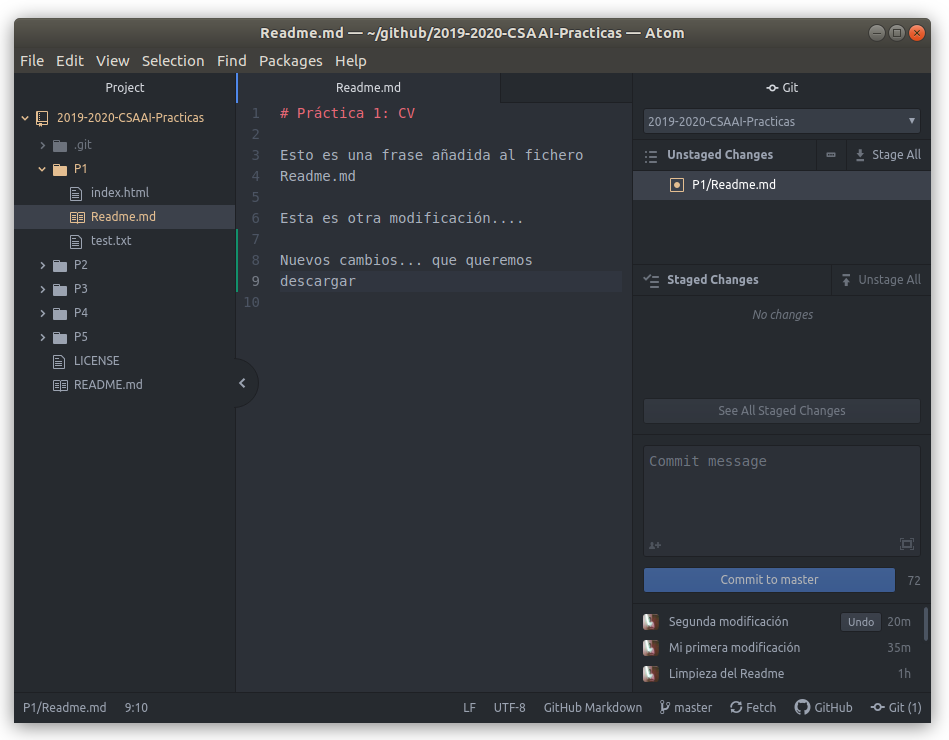 Readme.md — ~/github/2019-2020-CSAAI-Practicas — Atom
File Edit View Selection Find Packages Help
Project
2019-2020-CSAAI-Practicas
.git
P1
index.html
Readme.md
test.txt
P2
P3
P4
P5
LICENSE
README.md
Readme.md
1 # Práctica 1: CV
2
3 Esto es una frase añadida al fichero
4 Readme.md
5
6 Esta es otra modificación....
7
8 Nuevos cambios... que queremos
9 descargar
10
Git
2019-2020-CSAAI-Practicas
Unstaged Changes Stage All
P1/Readme.md
Staged Changes Unstage All
No changes
See All Staged Changes
Commit message
Commit to master 72
Segunda modificación Undo 20m
Mi primera modificación 35m
Limpieza del Readme 1h
P1/Readme.md 9:10 LF UTF-8 GitHub Markdown master Fetch GitHub Git (1)